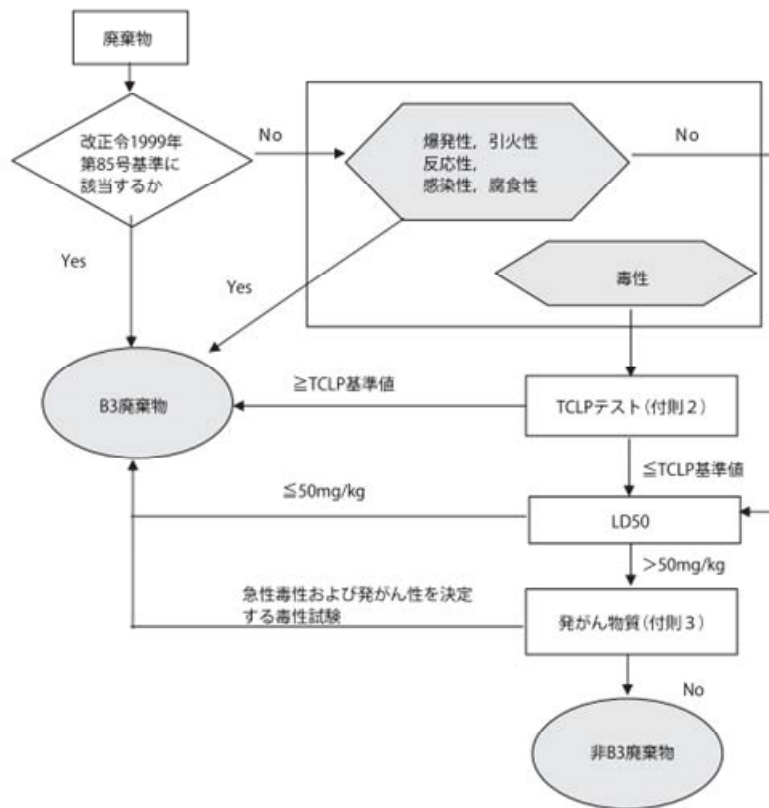 廃棄物
改正令1999年
第85号基準に
該当するか
No
爆発性，引火性
反応性，
感染性，腐食性
No
Yes
Yes
毒性
B3廃棄物
≧TCLP基準値
TCLPテスト（付則２）
≦TCLP基準値
≦50mg/kg
LD50
＞50mg/kg
急性毒性および発がん性を決定
する毒性試験
発がん物質（付則３）
No
非B3廃棄物